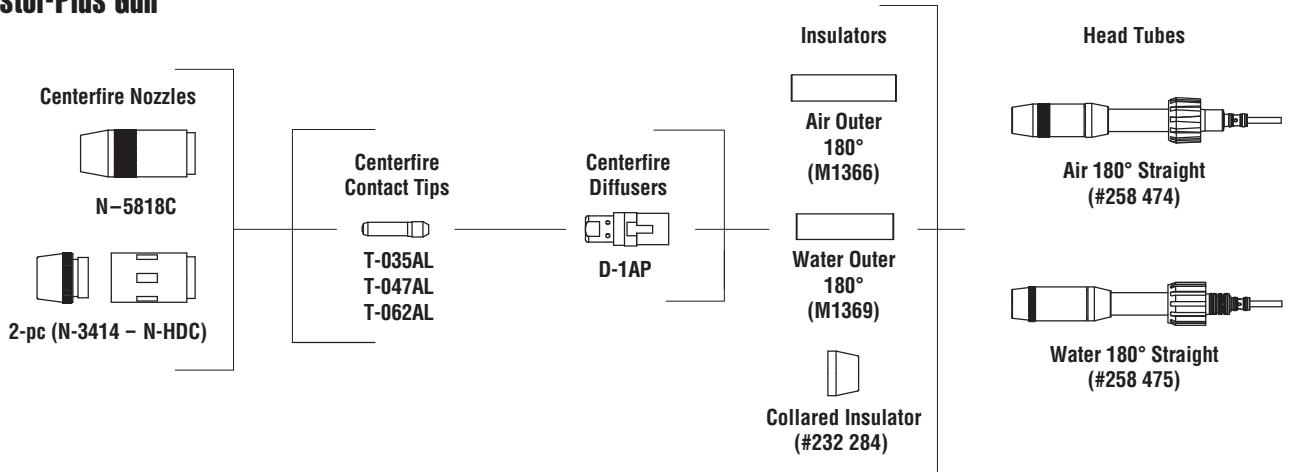 Gun
Centerfire Nozzles
N–5818C
2-pc (N-3414 – N-HDC)
Centerfire
Contact Tips
T-035AL
T-047AL
T-062AL
Centerfire
Diffusers
D-1AP
Insulators
Air Outer
180°
(M1366)
Water Outer
180°
(M1369)
Collared Insulator
(#232 284)
Head Tubes
Air 180° Straight
(#258 474)
Water 180° Straight
(#258 475)